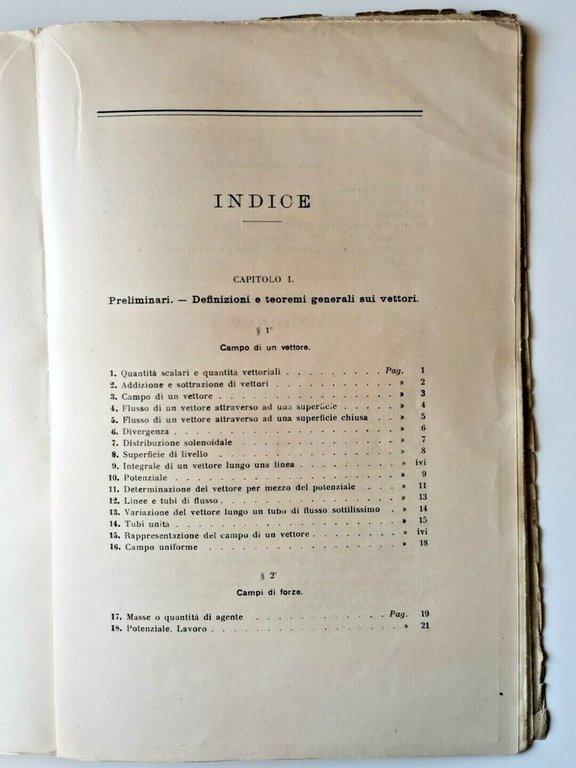 INDICE
CAPITOLO I.
Preliminari. — Definizioni e teoremi generali sui vettori.
§ 1°
Campo di un vettore.
1. Quantità scalari e quantità vettoriali . . . . . . . . . Pag. 1
2. Addizione e sottrazione di vettori . . . . . . . . . . » 2
3. Campo di un vettore . . . . . . . . . . . . . . » 3
4. Flusso di un vettore attraverso ad una superficie . . . . . » 4
5. Flusso di un vettore attraverso ad una superficie chiusa . . . » 5
6. Divergenza . . . . . . . . . . . . . . . . . » 6
7. Distribuzione solenoidale . . . . . . . . . . . . . » 7
8. Superficie di livello . . . . . . . . . . . . . . » 8
9. Integrale di un vettore lungo una linea . . . . . . . . » ivi
10. Potenziale . . . . . . . . . . . . . . . . . » 9
11. Determinazione del vettore per mezzo del potenziale . . . . » 11
12. Linee e tubi di flusso . . . . . . . . . . . . . . » 13
13. Variazione del vettore lungo un tubo di flusso sottilissimo . . » 14
14. Tubi unità . . . . . . . . . . . . . . . . . » 15
15. Rappresentazione del campo di un vettore . . . . . . . » ivi
16. Campo uniforme . . . . . . . . . . . . . . . » 18
§ 2°
Campi di forze.
17. Masse o quantità di agente . . . . . . . . . . . Pag. 19
18. Potenziale. Lavoro . . . . . . . . . . . . . . . » 21